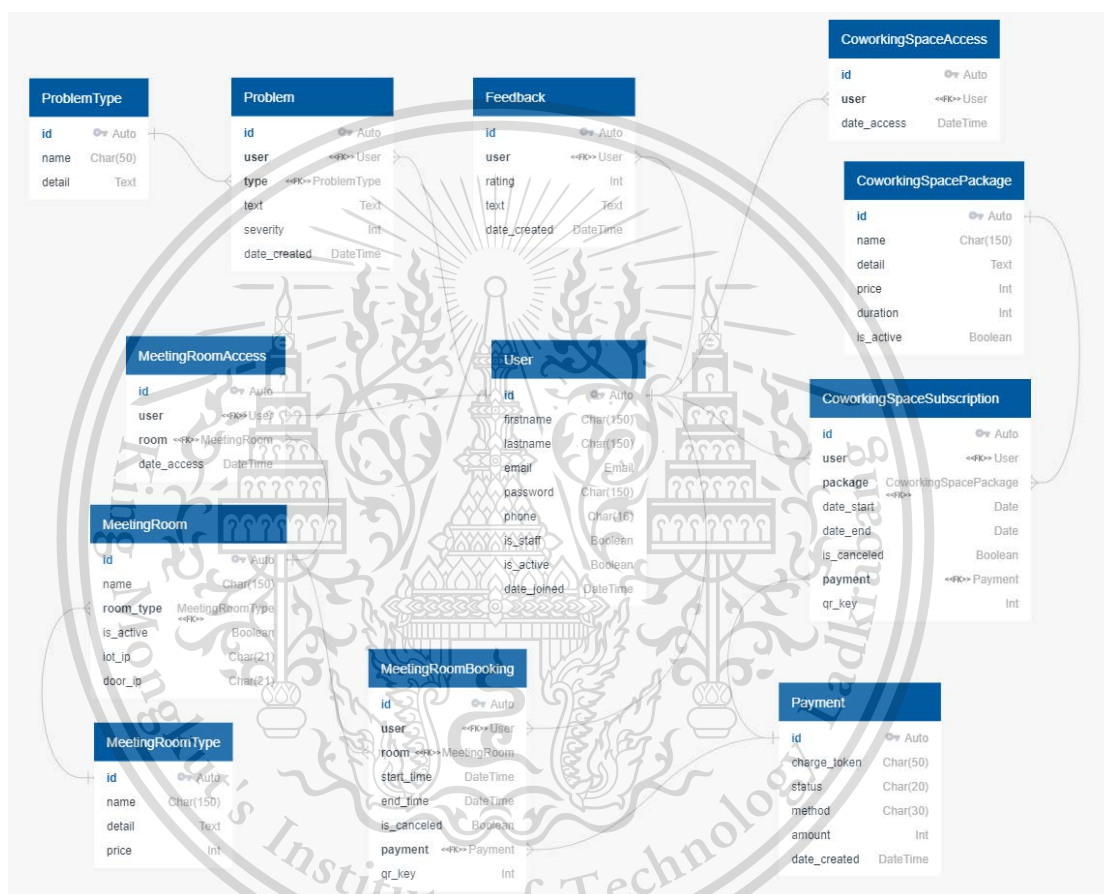 CoworkingSpaceAccess
id Auto
user <<FK>> User
date_access DateTime
ProblemType
id Auto
name Char(50)
detail Text
Problem
id Auto
user <<FK>> User
type <<FK>> ProblemType
text Text
severity Int
date_created DateTime
Feedback
id Auto
user <<FK>> User
rating Int
text Text
date_created DateTime
CoworkingSpacePackage
id Auto
name Char(150)
detail Text
price Int
duration Int
is_active Boolean
MeetingRoomAccess
id Auto
user <<FK>> User
room <<FK>> MeetingRoom
date_access DateTime
User
id Auto
firstname Char(150)
lastname Char(150)
email Email
password Char(150)
phone Char(16)
is_staff Boolean
is_active Boolean
date_joined DateTime
CoworkingSpaceSubscription
id Auto
user <<FK>> User
package CoworkingSpacePackage
<<FK>>
date_start Date
date_end Date
is_canceled Boolean
payment <<FK>> Payment
qr_key Int
MeetingRoom
id Auto
name Char(150)
room_type MeetingRoomType
<<FK>>
is_active Boolean
iot_ip Char(21)
door_ip Char(21)
MeetingRoomBooking
id Auto
user <<FK>> User
room <<FK>> MeetingRoom
start_time DateTime
end_time DateTime
is_canceled Boolean
payment <<FK>> Payment
qr_key Int
Payment
id Auto
charge_token Char(50)
status Char(20)
method Char(30)
amount Int
date_created DateTime
MeetingRoomType
id Auto
name Char(150)
detail Text
price Int
King Mongkut's Institute of Technology Ladkrabang